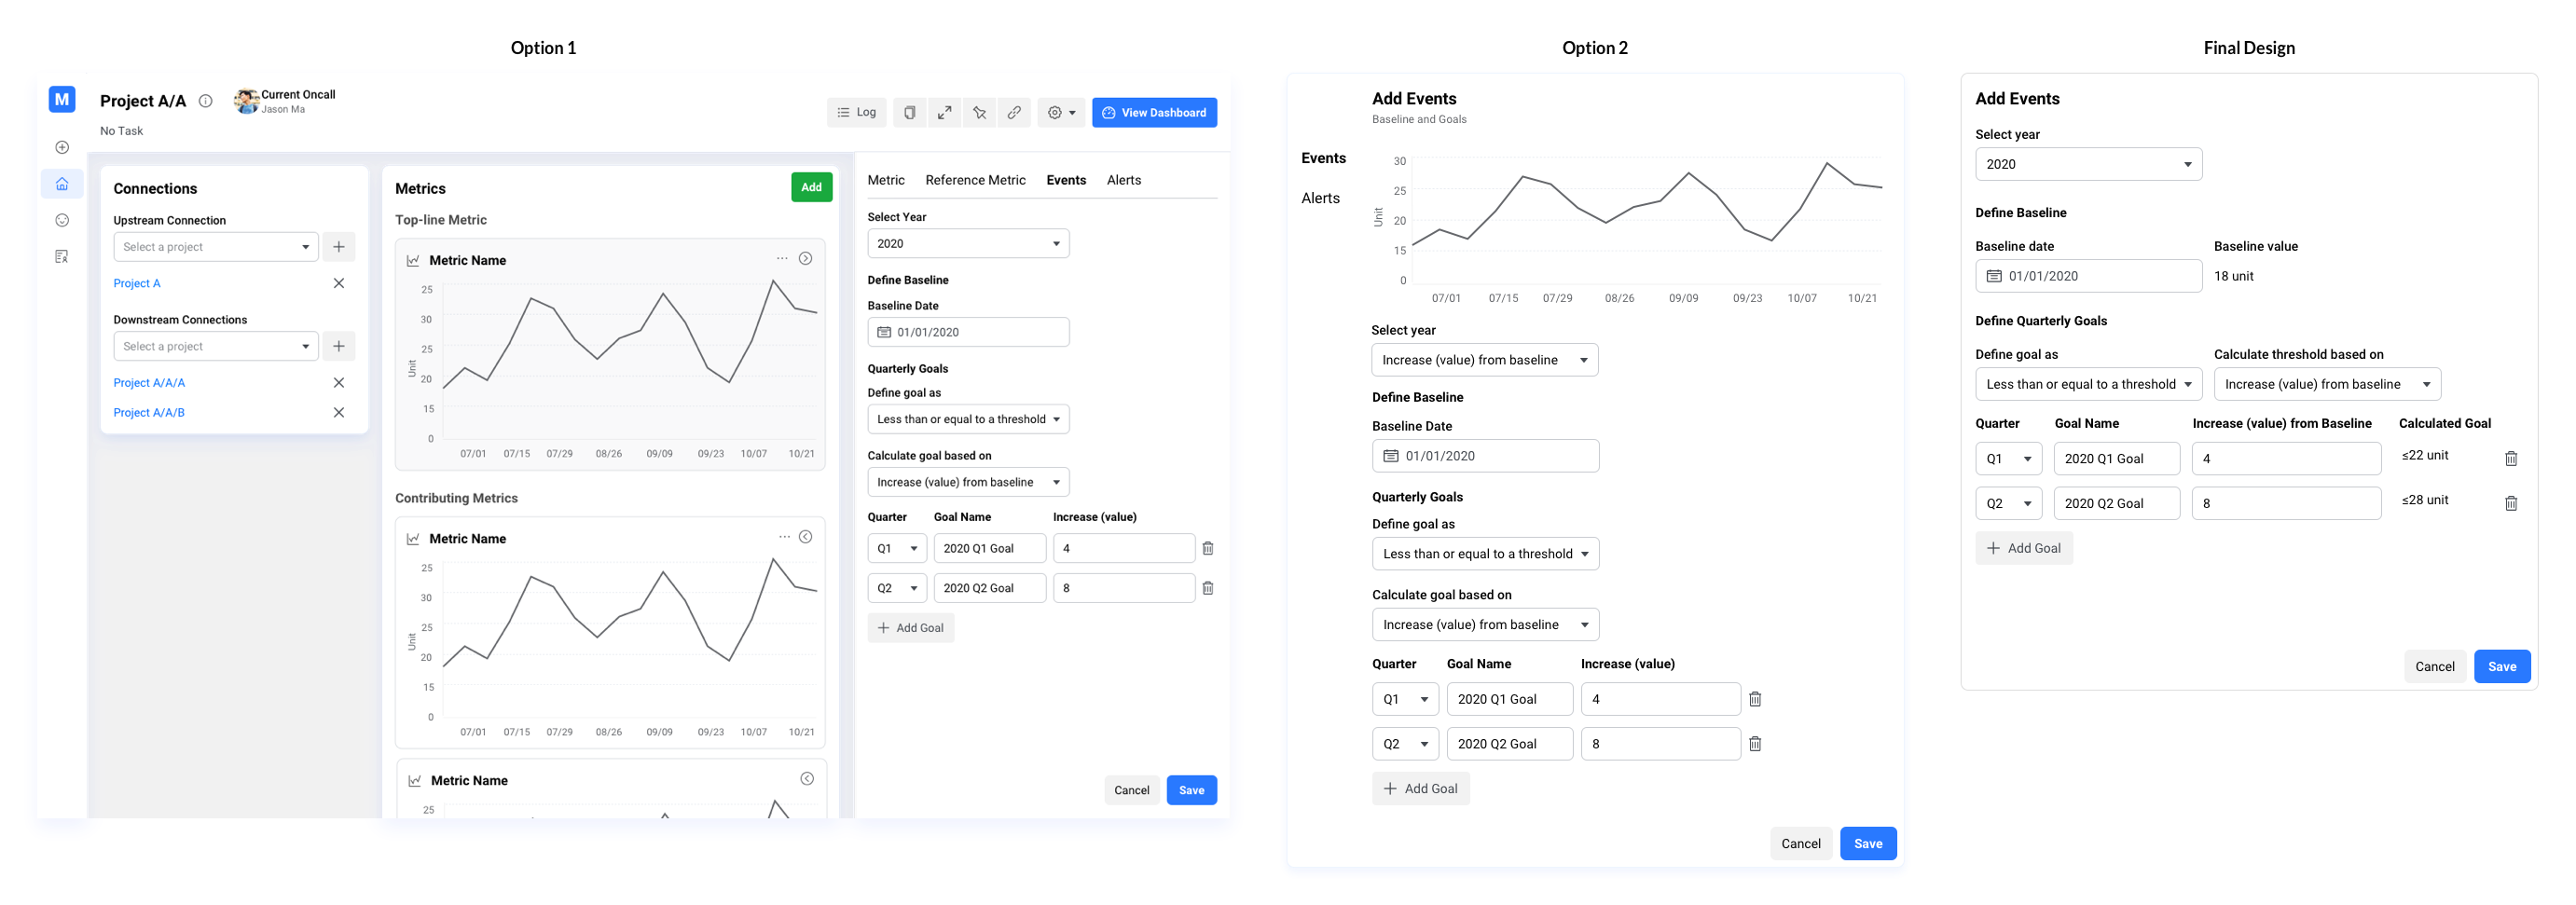 Option 1
M
Project A/A
Current Oncall
Jason Ma
No Task
Log
View Dashboard
Connections
Upstream Connection
Select a project
Project A
Downstream Connections
Select a project
Project A/A/A
Project A/A/B
Metrics
Add
Top-line Metric
Metric Name
25
30
25
20
15
0
Unit
07/01 07/15 07/29 08/26 09/09 09/23 10/07 10/21
Contributing Metrics
Metric Name
25
30
25
20
15
0
Unit
07/01 07/15 07/29 08/26 09/09 09/23 10/07 10/21
Metric Name
25
Metric Reference Metric Events Alerts
Select Year
2020
Define Baseline
Baseline Date
01/01/2020
Quarterly Goals
Define goal as
Less than or equal to a threshold
Calculate goal based on
Increase (value) from baseline
Quarter Goal Name Increase (value)
Q1 2020 Q1 Goal 4
Q2 2020 Q2 Goal 8
Add Goal
Cancel Save
Option 2
Add Events
Baseline and Goals
Events
Alerts
30
25
20
15
0
Unit
07/01 07/15 07/29 08/26 09/09 09/23 10/07 10/21
Select year
Increase (value) from baseline
Define Baseline
Baseline Date
01/01/2020
Quarterly Goals
Define goal as
Less than or equal to a threshold
Calculate goal based on
Increase (value) from baseline
Quarter Goal Name Increase (value)
Q1 2020 Q1 Goal 4
Q2 2020 Q2 Goal 8
Add Goal
Cancel Save
Final Design
Add Events
Select year
2020
Define Baseline
Baseline date Baseline value
01/01/2020 18 unit
Define Quarterly Goals
Define goal as Calculate threshold based on
Less than or equal to a threshold Increase (value) from baseline
Quarter Goal Name Increase (value) from Baseline Calculated Goal
Q1 2020 Q1 Goal 4 ≤22 unit
Q2 2020 Q2 Goal 8 ≤28 unit
Add Goal
Cancel Save